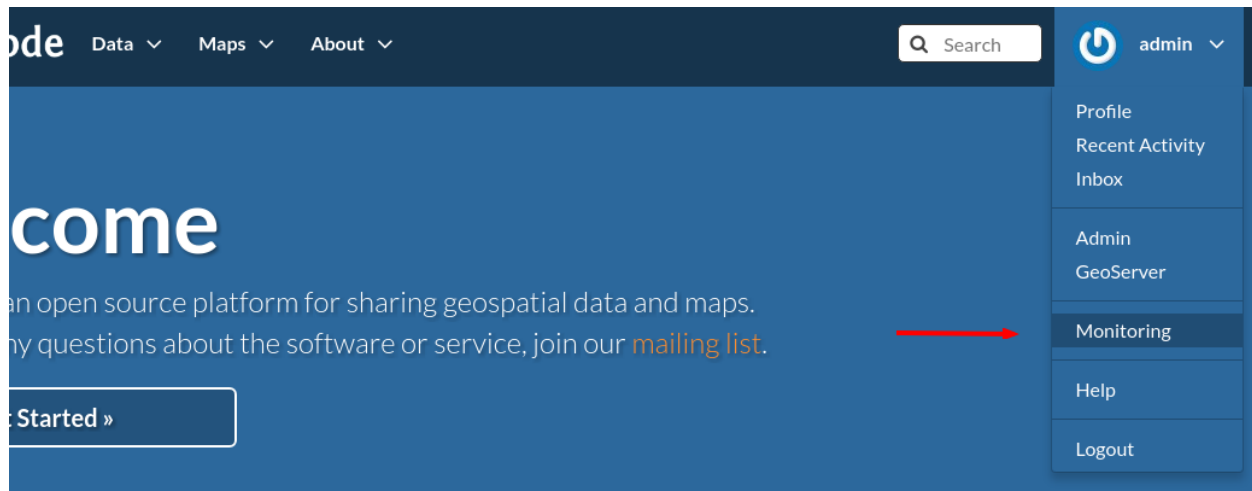 ode Data Maps About Search admin
Profile
Recent Activity
Inbox
come
Admin
GeoServer
an open source platform for sharing geospatial data and maps.
Monitoring
ny questions about the software or service, join our mailing list.
Help
t Started »
Logout